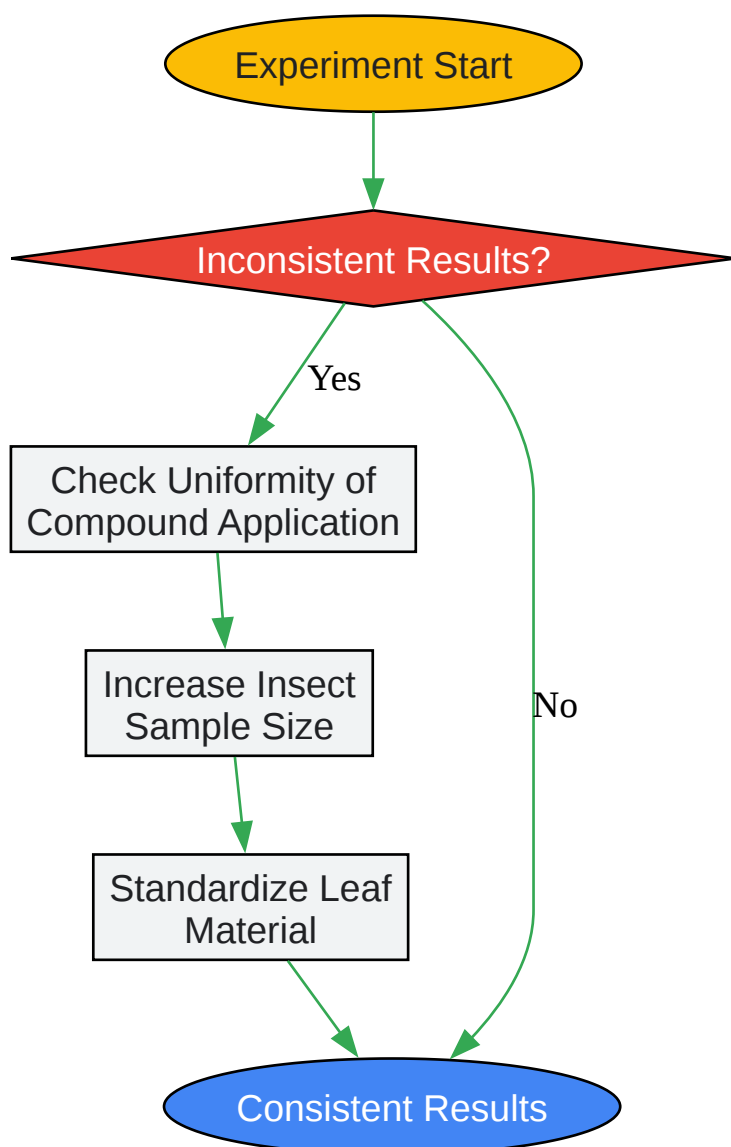 Experiment Start
Inconsistent Results?
Yes
Check Uniformity of
Compound Application
Increase Insect
Sample Size
No
Standardize Leaf
Material
Consistent Results